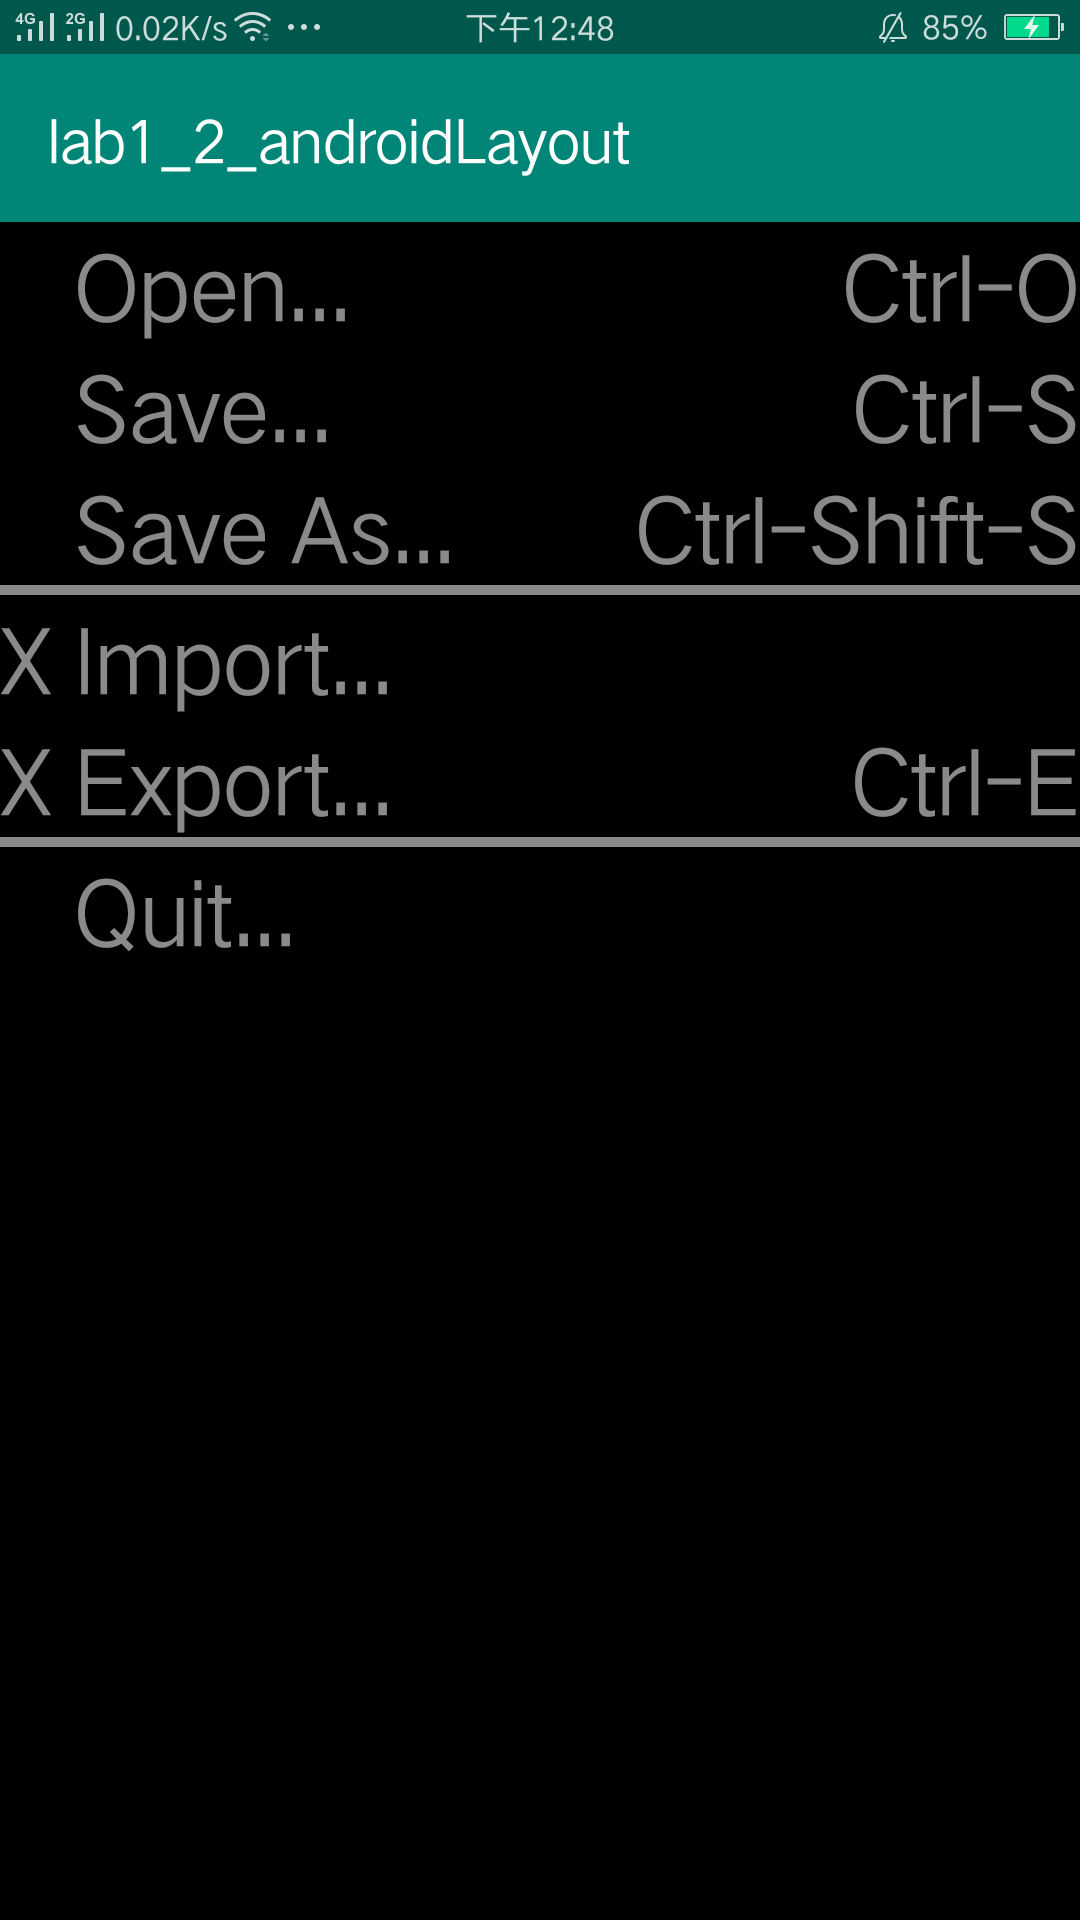 4G 2G 0.02K/s ... 下午12:48 85%
lab1_2_androidLayout
Open... Ctrl-O
Save... Ctrl-S
Save As... Ctrl-Shift-S
X Import...
X Export... Ctrl-E
Quit...